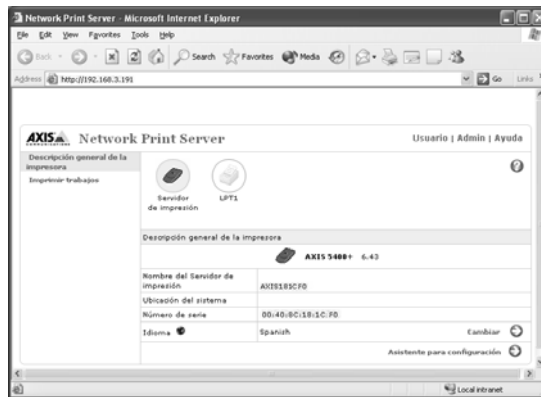 Network Print Server - Microsoft Internet Explorer
File Edit View Favorites Tools Help
Back Search Favorites Media
Address http://192.168.3.191 Go Links
AXIS COMMUNICATIONS Network Print Server Usuario | Admin | Ayuda
Descripción general de la
impresora
Imprimir trabajos
Servidor
de impresión
LPT1
Descripción general de la impresora
AXIS 5400+ 6.43
Nombre del Servidor de
impresión
AXIS181CF0
Ubicación del sistema
Número de serie 00:40:8C:18:1C:F0
Idioma Spanish Cambiar
Asistente para configuración
Local intranet